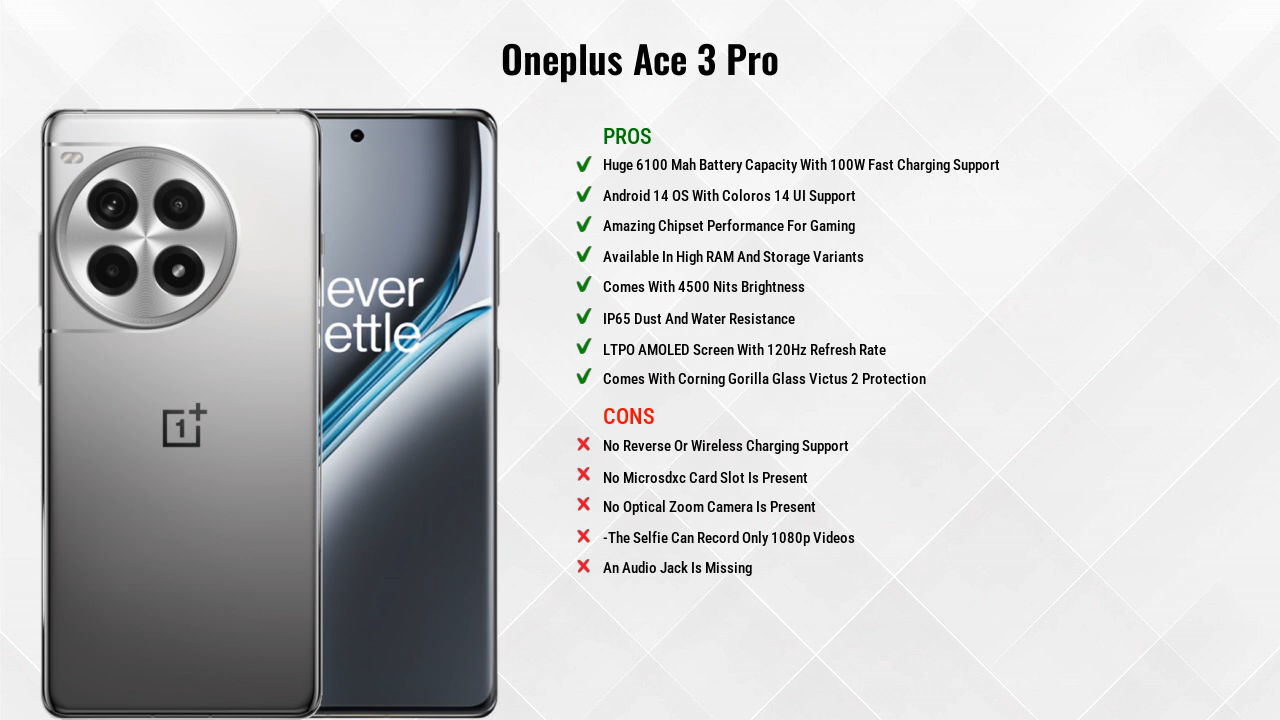 Oneplus Ace 3 Pro
PROS
Huge 6100 Mah Battery Capacity With 100W Fast Charging Support
Android 14 OS With Coloros 14 UI Support
Amazing Chipset Performance For Gaming
Available In High RAM And Storage Variants
Comes With 4500 Nits Brightness
IP65 Dust And Water Resistance
LTPO AMOLED Screen With 120Hz Refresh Rate
Comes With Corning Gorilla Glass Victus 2 Protection
CONS
No Reverse Or Wireless Charging Support
No Microsdxc Card Slot Is Present
No Optical Zoom Camera Is Present
-The Selfie Can Record Only 1080p Videos
An Audio Jack Is Missing
lever
ettle
1+